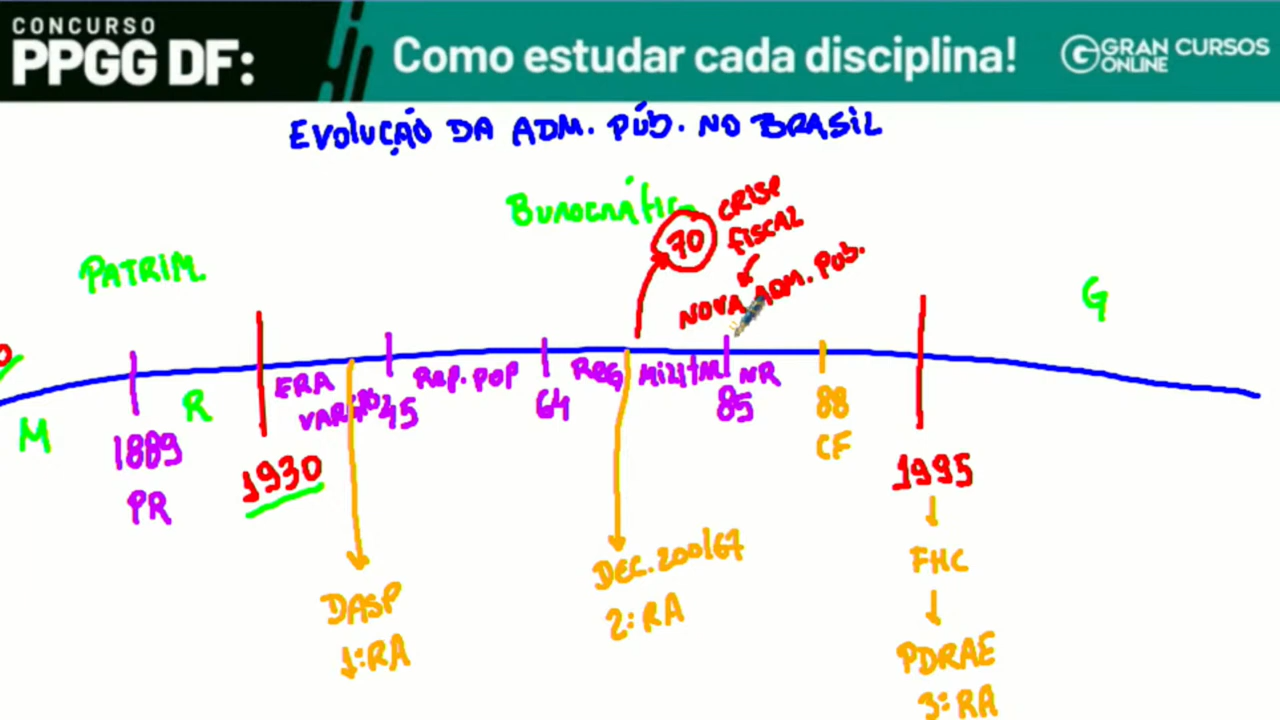 CONCURSO
PPGG DF:
Como estudar cada disciplina!
GRAN CURSOS
ONLINE
EVOLUÇÃO DA ADM. PÚB. NO BRASIL
BUROCRÁTIC
CRISE
FISCAL
70
NOVA ADM. PÚB.
PATRIM.
G
M
R
ERA
VARGAS
REP. POP
REG MILITAR
NR
1889
PR
1930
45
64
85
88
CF
1995
DASP
1ª RA
DEC. 200/67
2ª RA
FHC
PDRAE
3ª RA